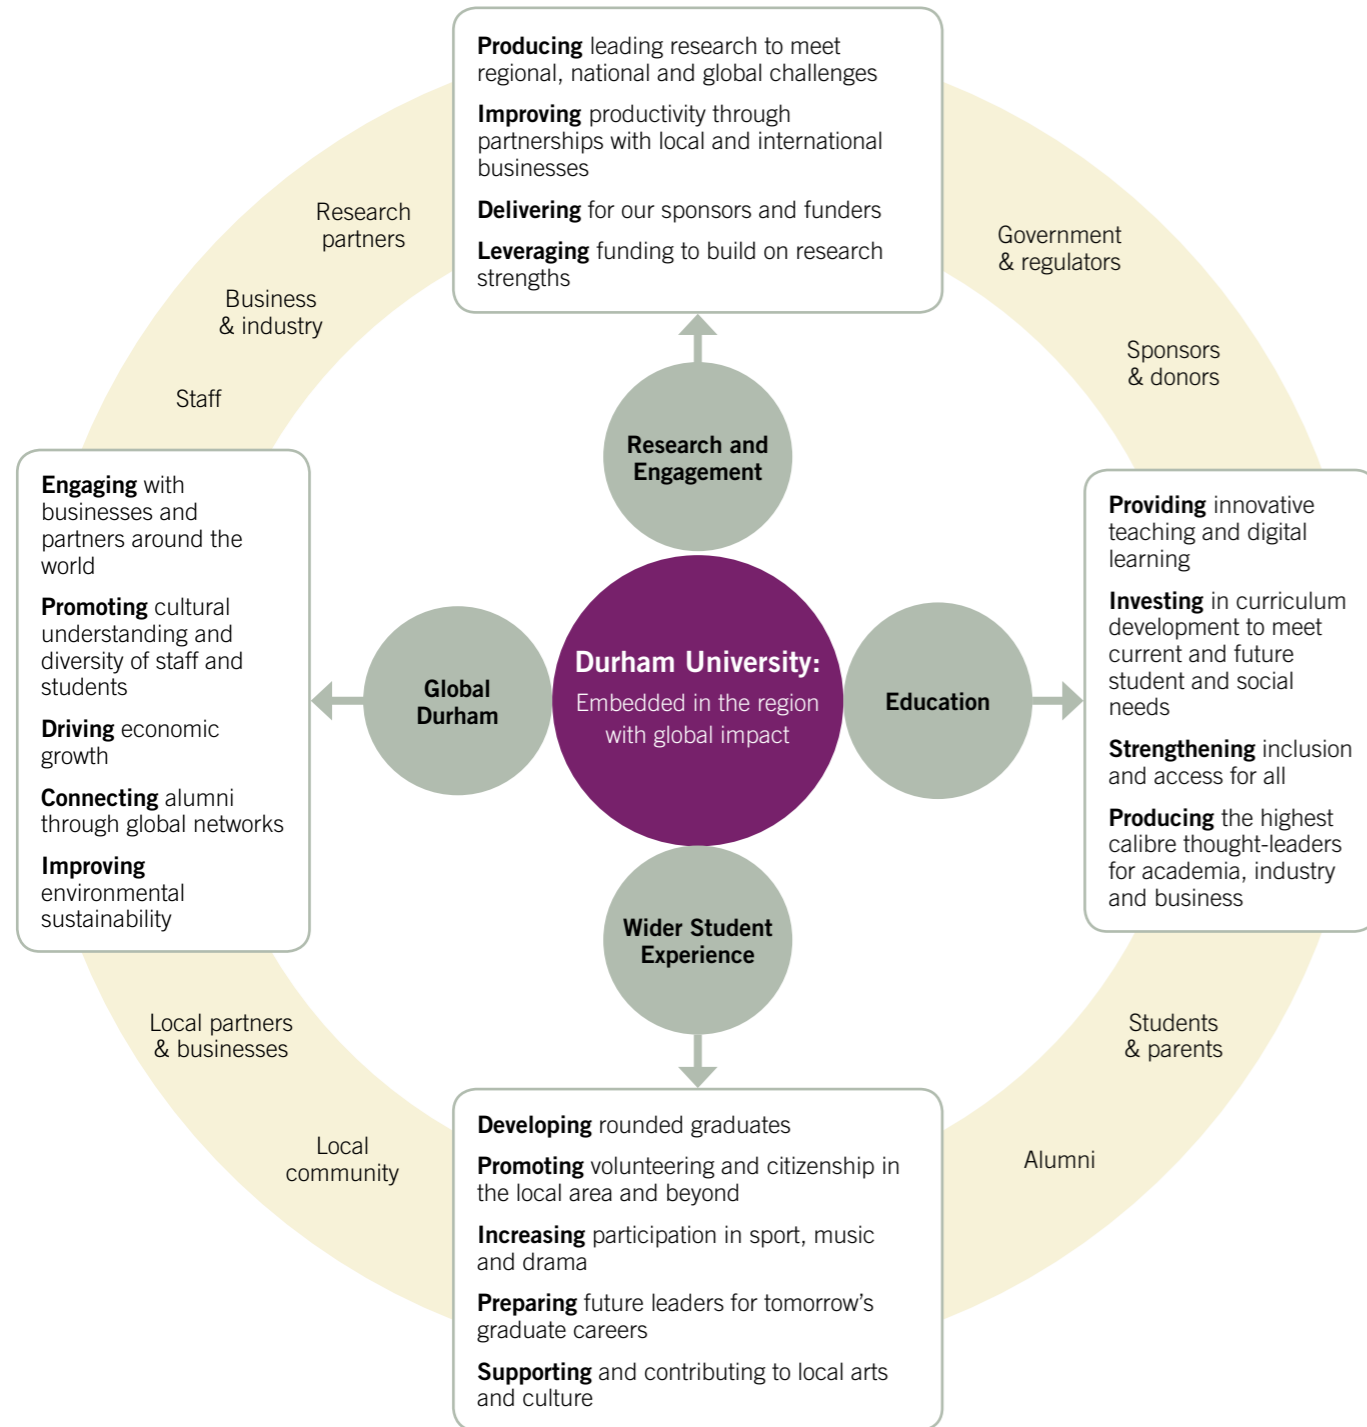 Producing leading research to meet
regional, national and global challenges
Improving productivity through
partnerships with local and international
businesses
Delivering for our sponsors and funders
Leveraging funding to build on research
strengths
Research
partners
Business
& industry
Staff
Government
& regulators
Sponsors
& donors
Research and
Engagement
Engaging with
businesses and
partners around the
world
Promoting cultural
understanding and
diversity of staff and
students
Driving economic
growth
Connecting alumni
through global networks
Improving
environmental
sustainability
Global
Durham
Durham University:
Embedded in the region
with global impact
Education
Providing innovative
teaching and digital
learning
Investing in curriculum
development to meet
current and future
student and social
needs
Strengthening inclusion
and access for all
Producing the highest
calibre thought-leaders
for academia, industry
and business
Wider Student
Experience
Local partners
& businesses
Local
community
Students
& parents
Alumni
Developing rounded graduates
Promoting volunteering and citizenship in
the local area and beyond
Increasing participation in sport, music
and drama
Preparing future leaders for tomorrow's
graduate careers
Supporting and contributing to local arts
and culture